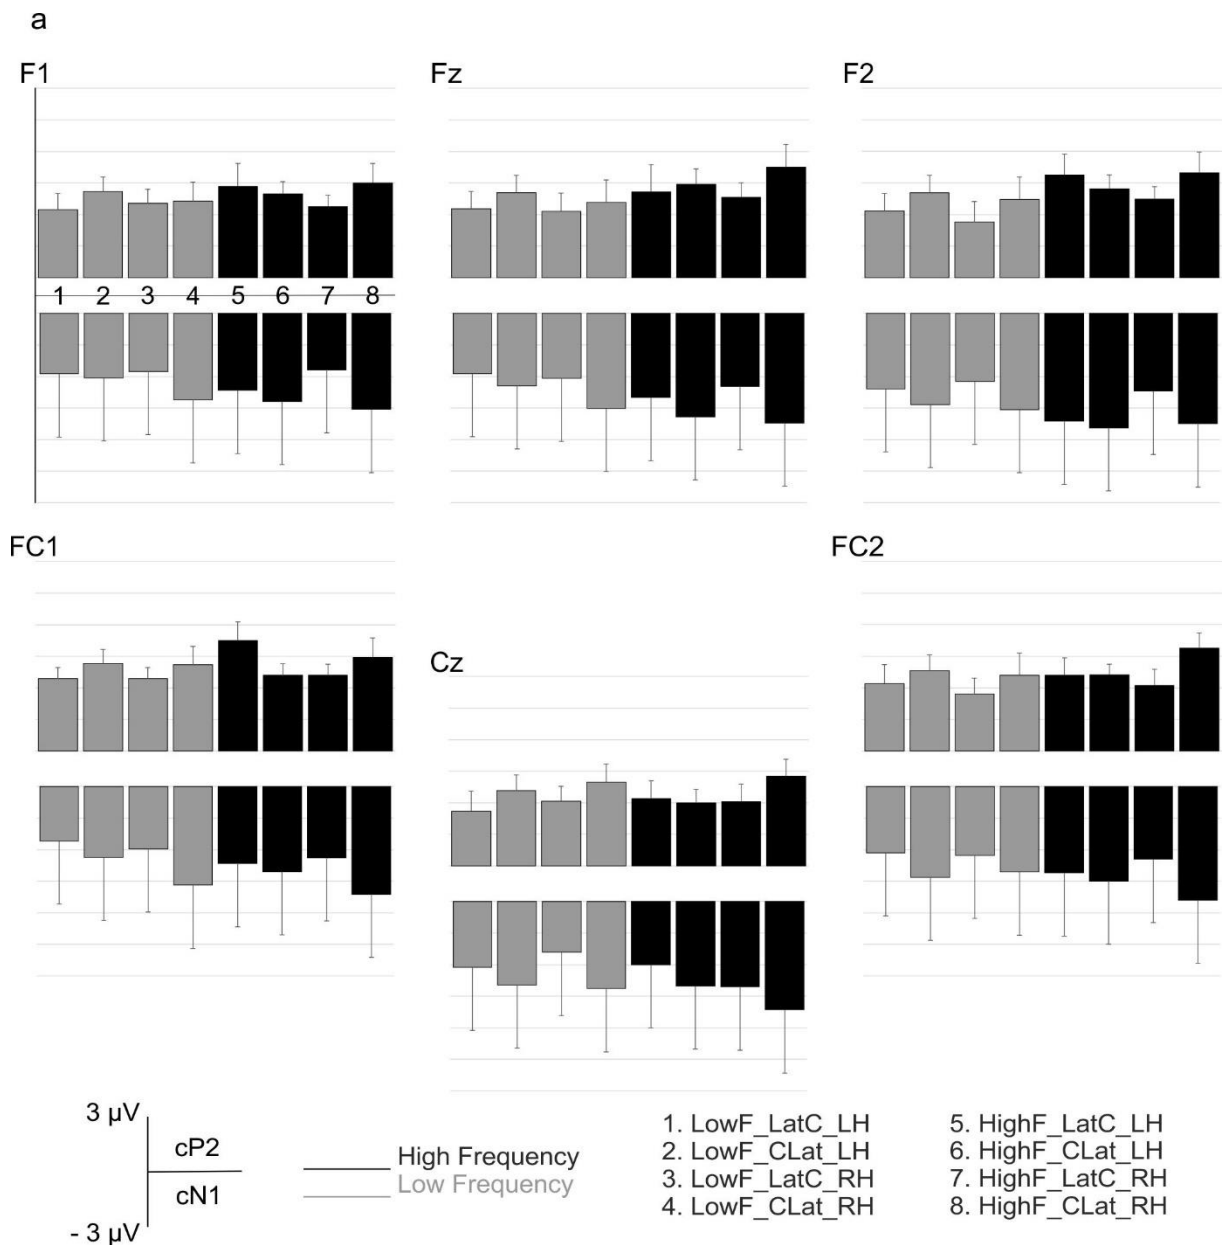 a
F1
Fz
F2
1 2 3 4 5 6 7 8
FC1
FC2
Cz
3 µV
cP2
cN1
- 3 µV
High Frequency
Low Frequency
1. LowF_LatC_LH
2. LowF_CLat_LH
3. LowF_LatC_RH
4. LowF_CLat_RH
5. HighF_LatC_LH
6. HighF_CLat_LH
7. HighF_LatC_RH
8. HighF_CLat_RH